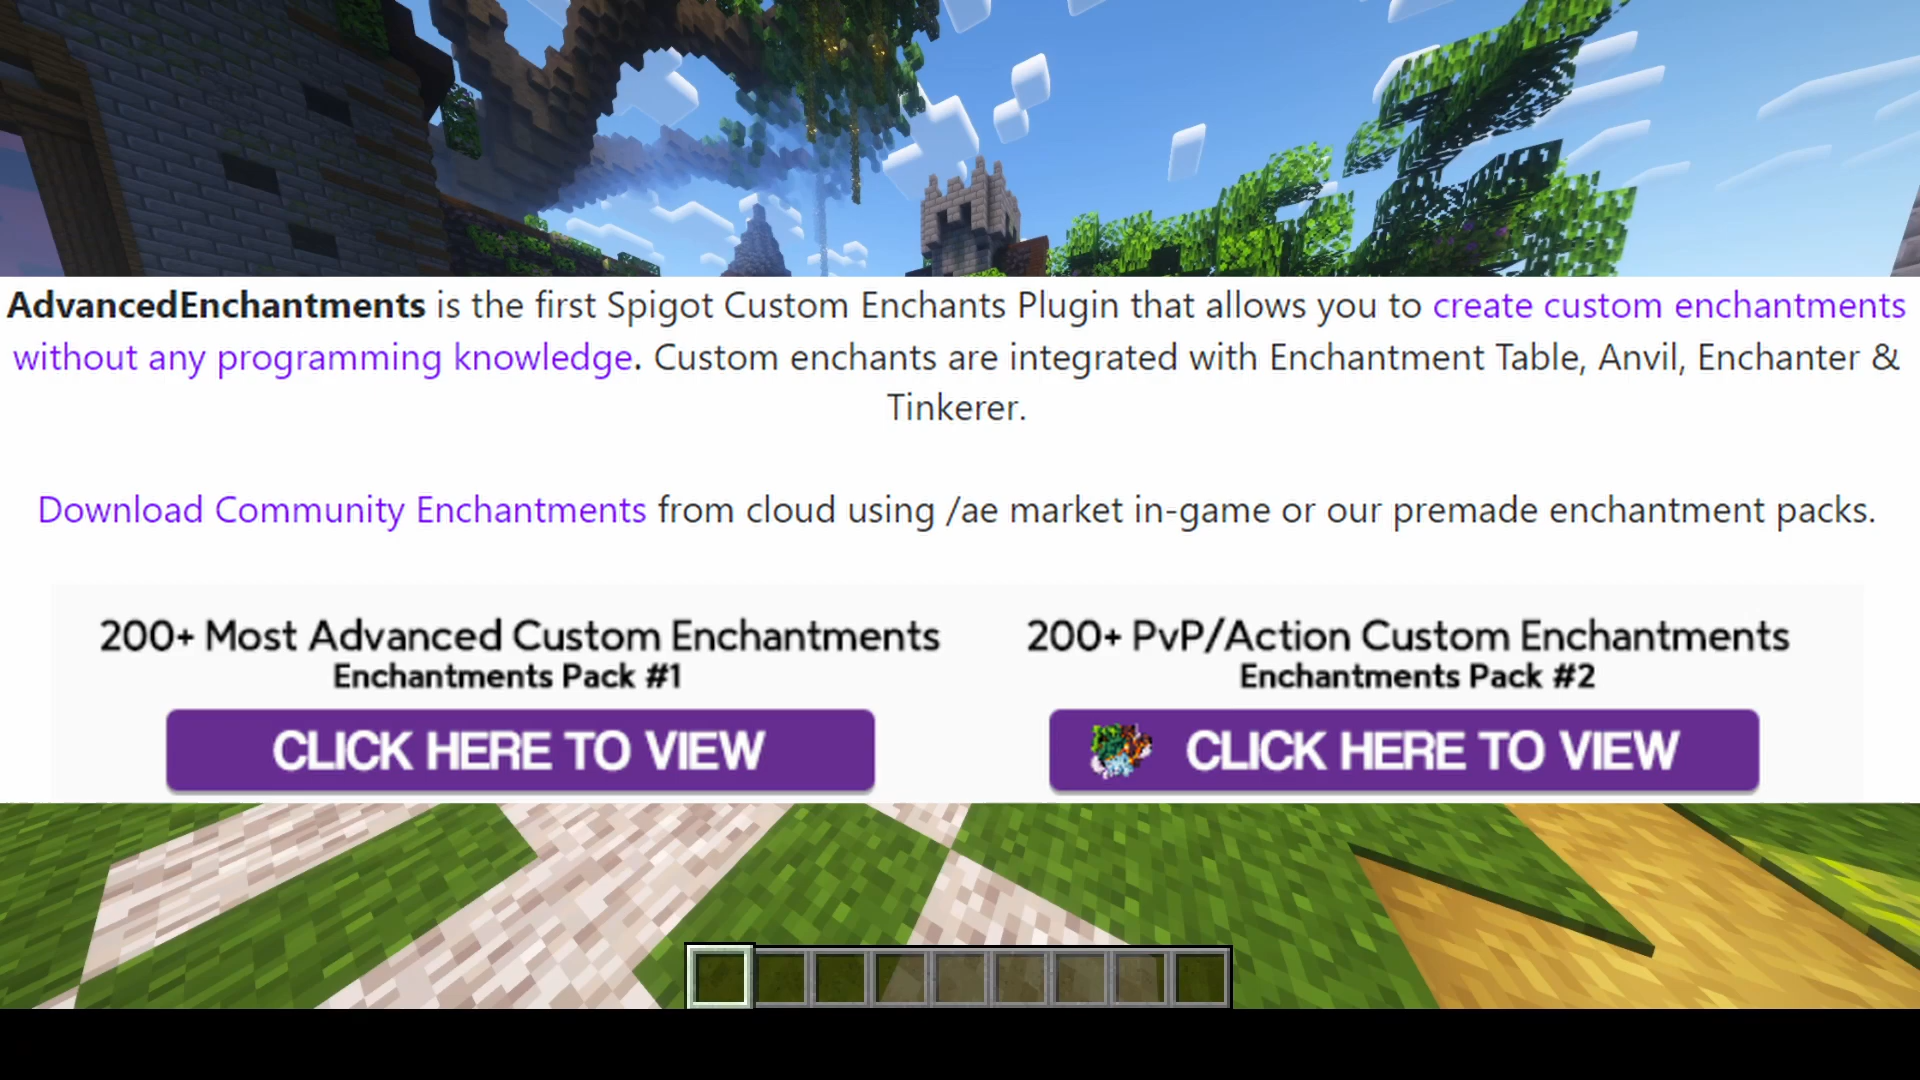 AdvancedEnchantments is the first Spigot Custom Enchants Plugin that allows you to create custom enchantments
without any programming knowledge. Custom enchants are integrated with Enchantment Table, Anvil, Enchanter &
Tinkerer.
Download Community Enchantments from cloud using /ae market in-game or our premade enchantment packs.
200+ Most Advanced Custom Enchantments
Enchantments Pack #1
CLICK HERE TO VIEW
200+ PvP/Action Custom Enchantments
Enchantments Pack #2
CLICK HERE TO VIEW